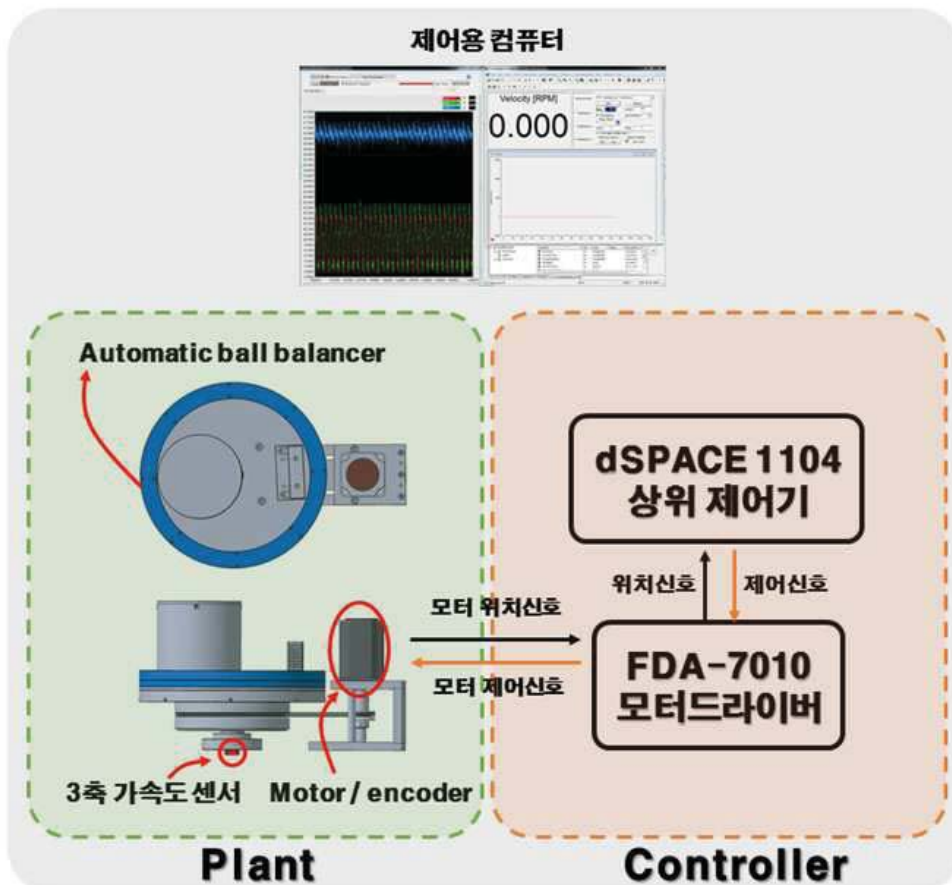 제어용 컴퓨터
Velocity [RPM]
0.000
Automatic ball balancer
dSPACE 1104
상위 제어기
위치신호
제어신호
모터 위치신호
모터 제어신호
FDA-7010
모터드라이버
3축 가속도 센서
Motor / encoder
Plant
Controller